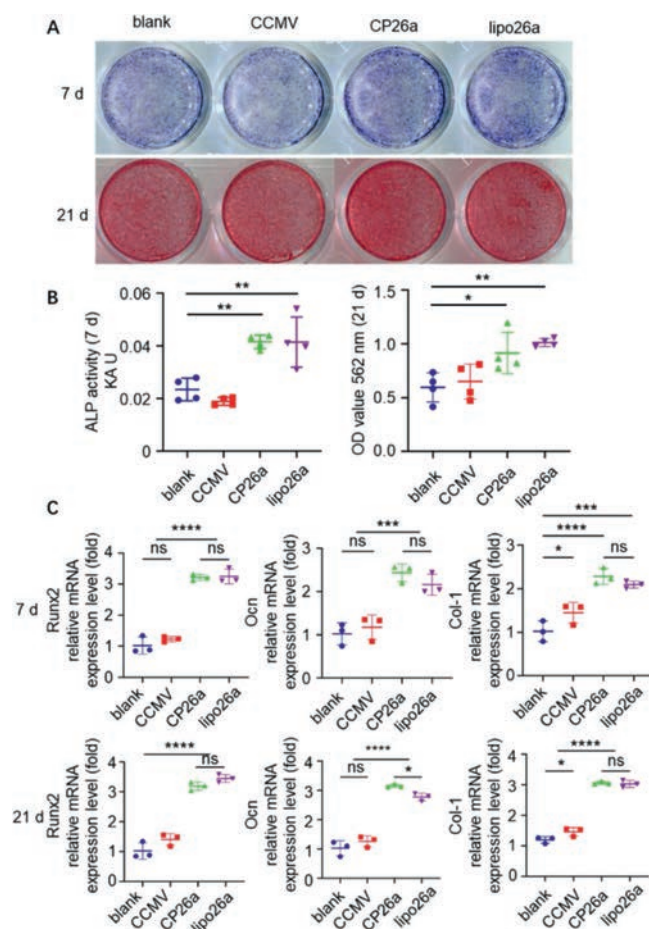 A
blank
CCMV
CP26a
lipo26a
7 d
21 d
B
ALP activity (7 d)
KA U
0.06
0.04
0.02
0
**
**
blank
CCMV
CP26a
lipo26a
OD value 562 nm (21 d)
1.5
1.0
0.5
0.0
**
*
blank
CCMV
CP26a
lipo26a
C
7 d
Runx2
relative mRNA
expression level (fold)
4
3
2
1
0
****
ns
ns
blank
CCMV
CP26a
lipo26a
Ocn
relative mRNA
expression level (fold)
3
2
1
0
***
ns
ns
blank
CCMV
CP26a
lipo26a
Col-1
relative mRNA
expression level (fold)
3
2
1
0
***
****
*
ns
blank
CCMV
CP26a
lipo26a
21 d
Runx2
relative mRNA
expression level (fold)
4
3
2
1
0
****
ns
blank
CCMV
CP26a
lipo26a
Ocn
relative mRNA
expression level (fold)
4
3
2
1
0
****
ns
*
blank
CCMV
CP26a
lipo26a
Col-1
relative mRNA
expression level (fold)
4
3
2
1
0
****
*
ns
blank
CCMV
CP26a
lipo26a